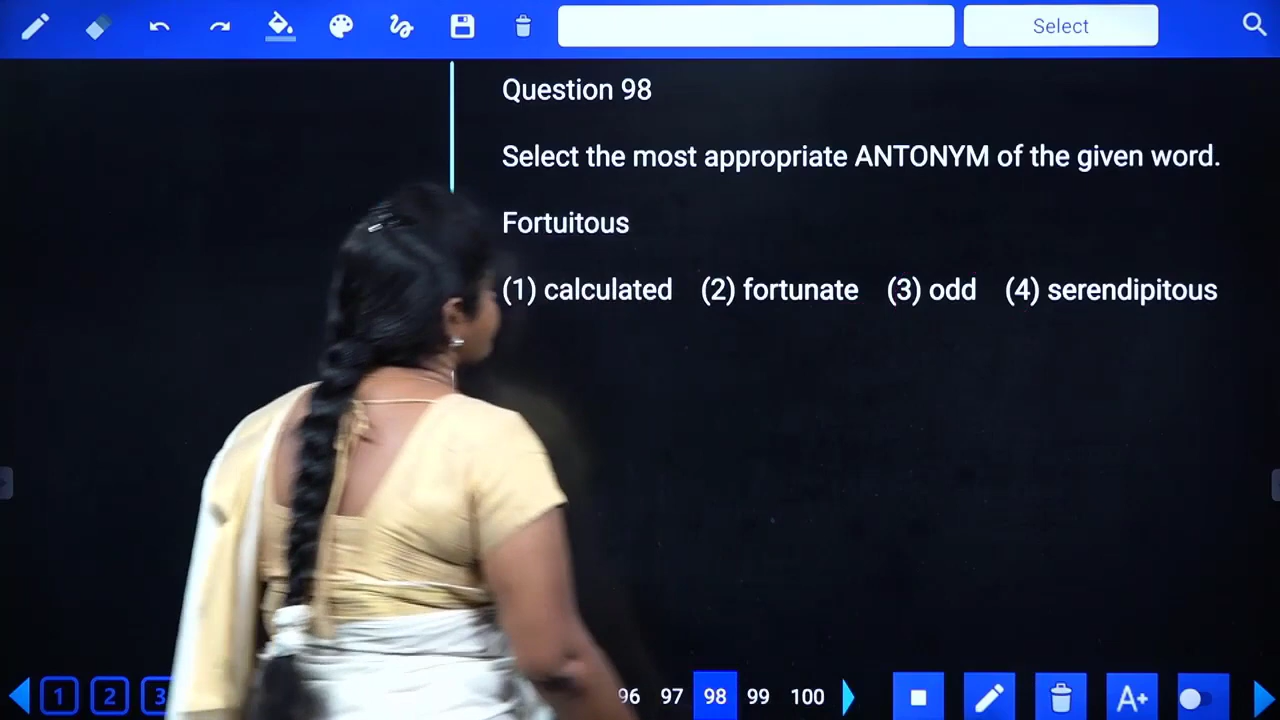 Select
Question 98
Select the most appropriate ANTONYM of the given word.
Fortuitous
(1) calculated (2) fortunate (3) odd (4) serendipitous
1 2 3 96 97 98 99 100 A+